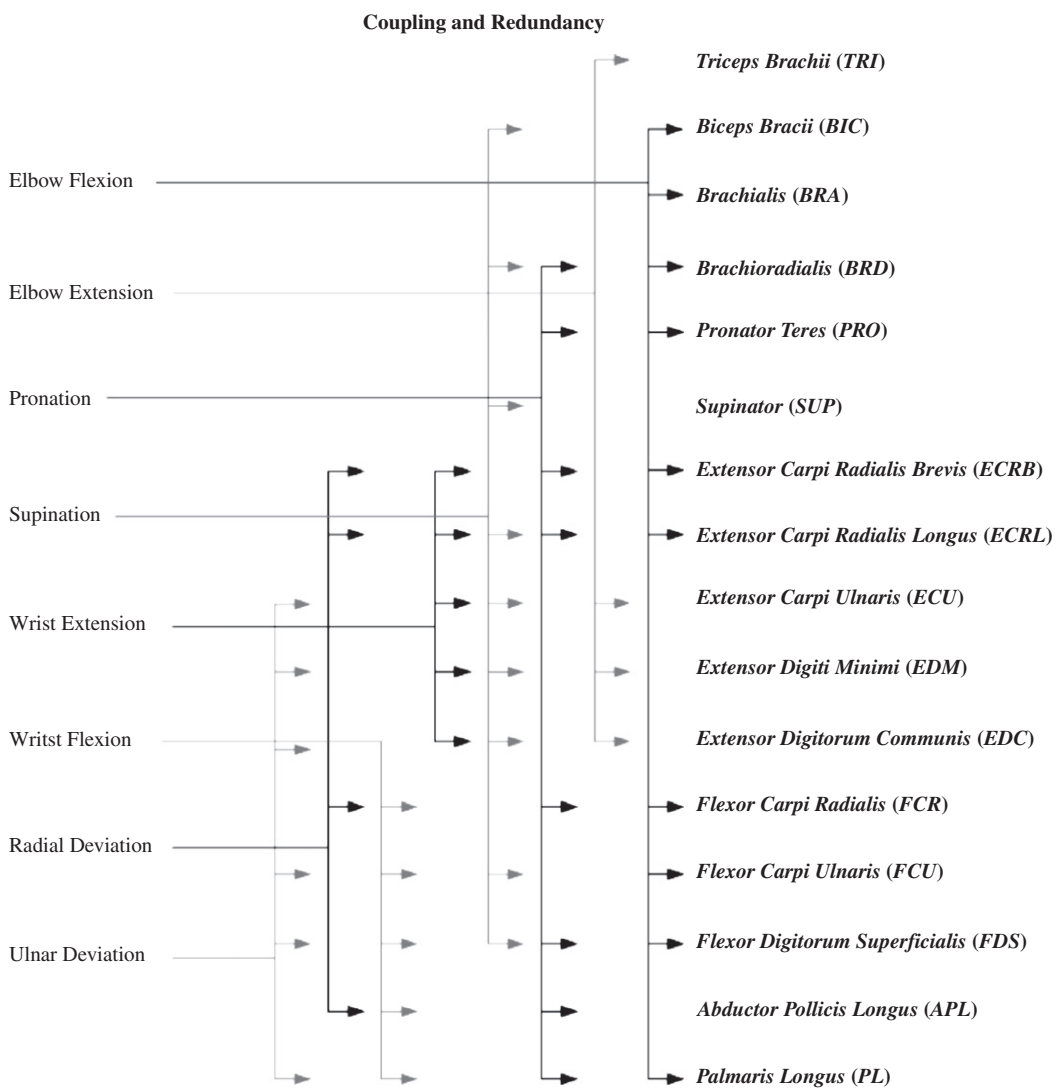 Coupling and Redundancy
Triceps Brachii (TRI)
Biceps Bracii (BIC)
Elbow Flexion
Brachialis (BRA)
Brachioradialis (BRD)
Elbow Extension
Pronator Teres (PRO)
Pronation
Supinator (SUP)
Extensor Carpi Radialis Brevis (ECRB)
Supination
Extensor Carpi Radialis Longus (ECRL)
Extensor Carpi Ulnaris (ECU)
Wrist Extension
Extensor Digiti Minimi (EDM)
Writst Flexion
Extensor Digitorum Communis (EDC)
Flexor Carpi Radialis (FCR)
Radial Deviation
Flexor Carpi Ulnaris (FCU)
Flexor Digitorum Superficialis (FDS)
Ulnar Deviation
Abductor Pollicis Longus (APL)
Palmaris Longus (PL)